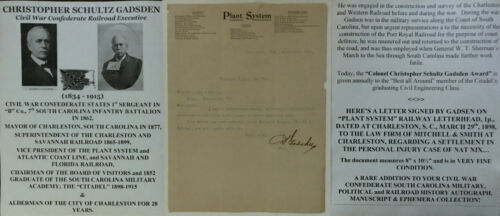 CHRISTOPHER SCHULTZ GADSDEN
Civil War Confederate Railroad Executive
(1834 - 1915)
CIVIL WAR CONFEDERATE STATES 1st SERGEANT in
"B" Co., 7th SOUTH CAROLINA INFANTRY BATTALION
IN 1862.
MAYOR OF CHARLESTON, SOUTH CAROLINA IN 1877,
SUPERINTENDENT OF THE CHARLESTON AND
SAVANNAH RAILROAD 1865-1899,
VICE PRESIDENT OF THE PLANT SYSTEM and
ATLANTIC COAST LINE, and SAVANNAH AND
FLORIDA RAILROAD,
CHAIRMAN OF THE BOARD OF VISITORS and 1852
GRADUATE OF THE SOUTH CAROLINA MILITARY
ACADEMY; THE "CITADEL" 1898-1915
&
ALDERMAN OF THE CITY OF CHARLESTON FOR 28
YEARS.
Plant System
He was engaged in the construction and survey of the Charleston
and Western Railroad before and during the war. During the war
Gadsen was in the military service along the Coast of South
Carolina, but upon urgent representations to a necessity of the
construction of the Port Royal Railroad for the purpose of coast
defense, he was mustered out and returned to the construction of
the road, and was thus employed when General W. T. Sherman's
March to the Sea through South Carolina made further work
futile.
Today, the "Colonel Christopher Schultz Gadsden Award" is
given annually to the "Best all Around" member of the Citadel's
graduating Civil Engineering Class.
HERE'S A LETTER SIGNED BY GADSEN ON
"PLANT SYSTEM" RAILWAY LETTERHEAD, 1p.,
DATED AT CHARLESTON, S. C., MARCH 29th, 1898,
TO THE LAW FIRM OF MITCHELL & SMITH AT
CHARLESTON, REGARDING A SETTLEMENT IN
THE PERSONAL INJURY CASE OF NAT NIX...
The document measures 8" x 10½" and is in VERY FINE
CONDITION.
A RARE ADDITION TO YOUR CIVIL WAR
CONFEDERATE SOUTH CAROLINA MILITARY,
POLITICAL and RAILROAD HISTORY AUTOGRAPH,
MANUSCRIPT & EPHEMERA COLLECTION!